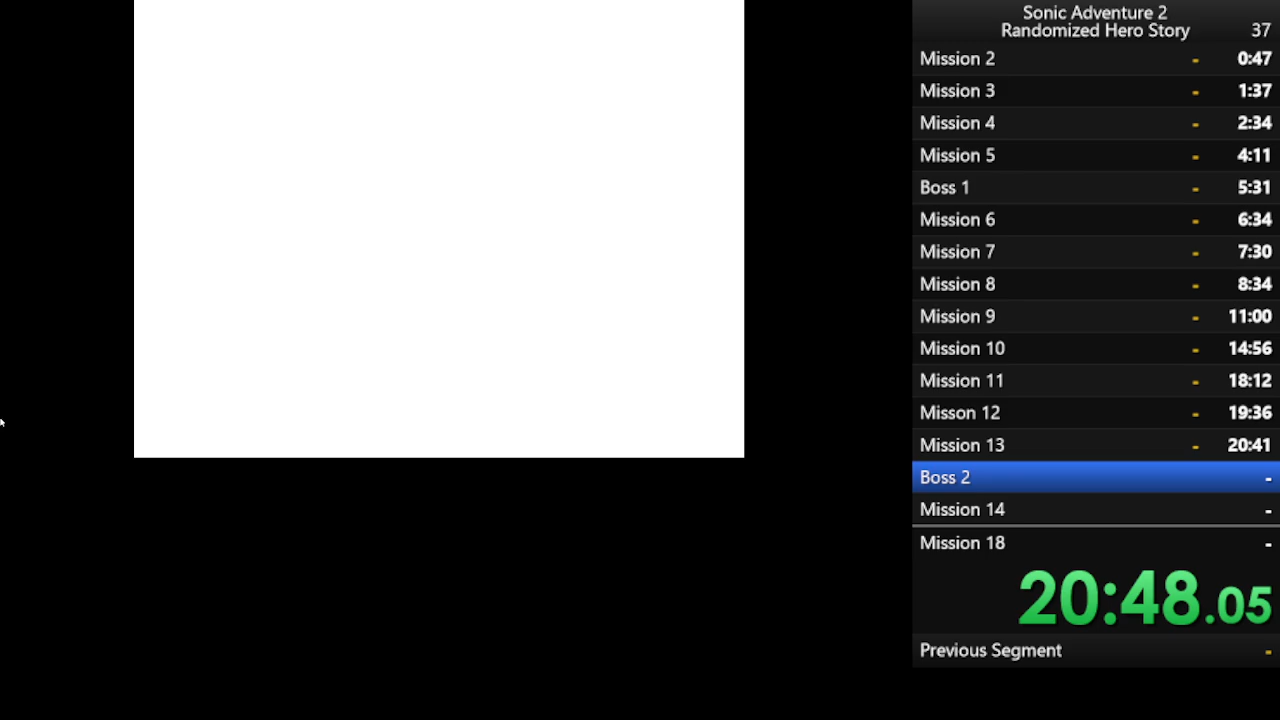 Sonic Adventure 2
Randomized Hero Story 37
Mission 2 - 0:47
Mission 3 - 1:37
Mission 4 - 2:34
Mission 5 - 4:11
Boss 1 - 5:31
Mission 6 - 6:34
Mission 7 - 7:30
Mission 8 - 8:34
Mission 9 - 11:00
Mission 10 - 14:56
Mission 11 - 18:12
Misson 12 - 19:36
Mission 13 - 20:41
Boss 2 -
Mission 14 -
Mission 18 -
20:48.05
Previous Segment -